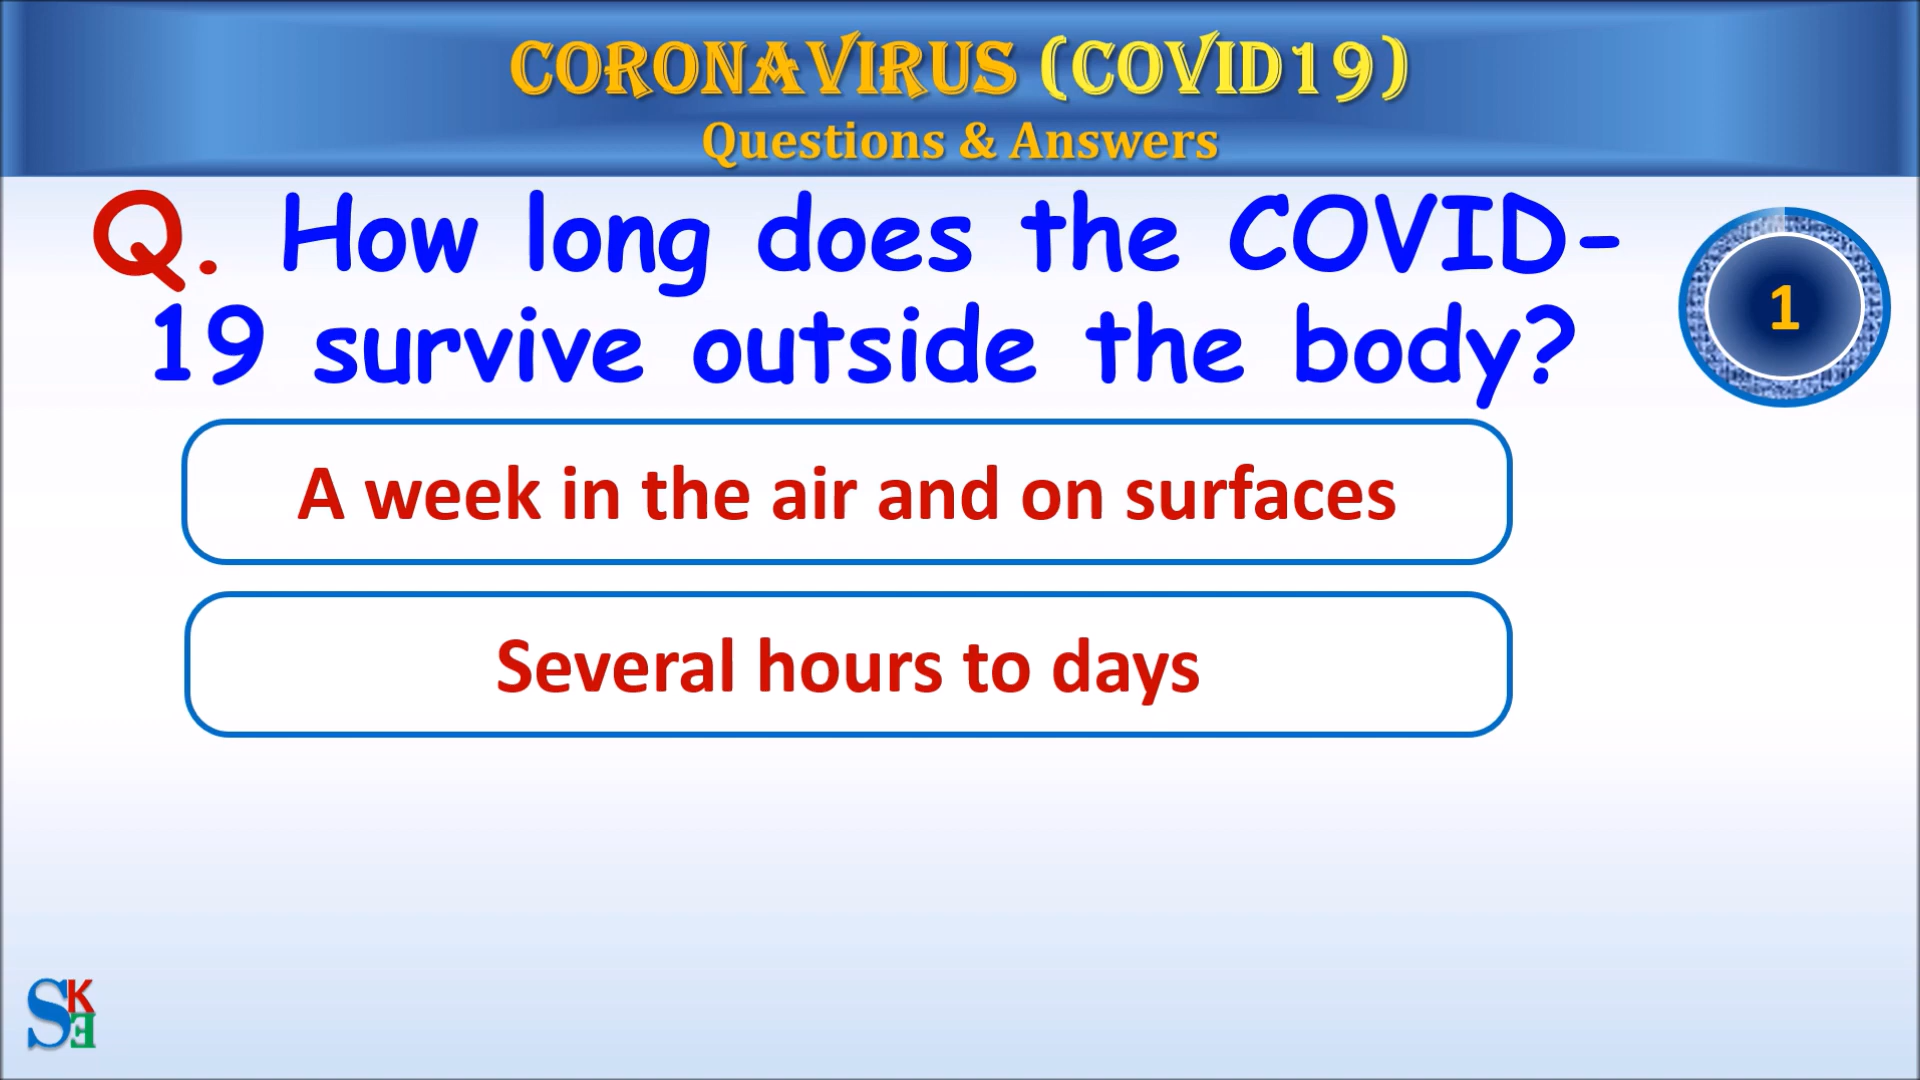 CORONAVIRUS (COVID19)
Questions & Answers
Q. How long does the COVID-
19 survive outside the body?
1
A week in the air and on surfaces
Several hours to days
SKE